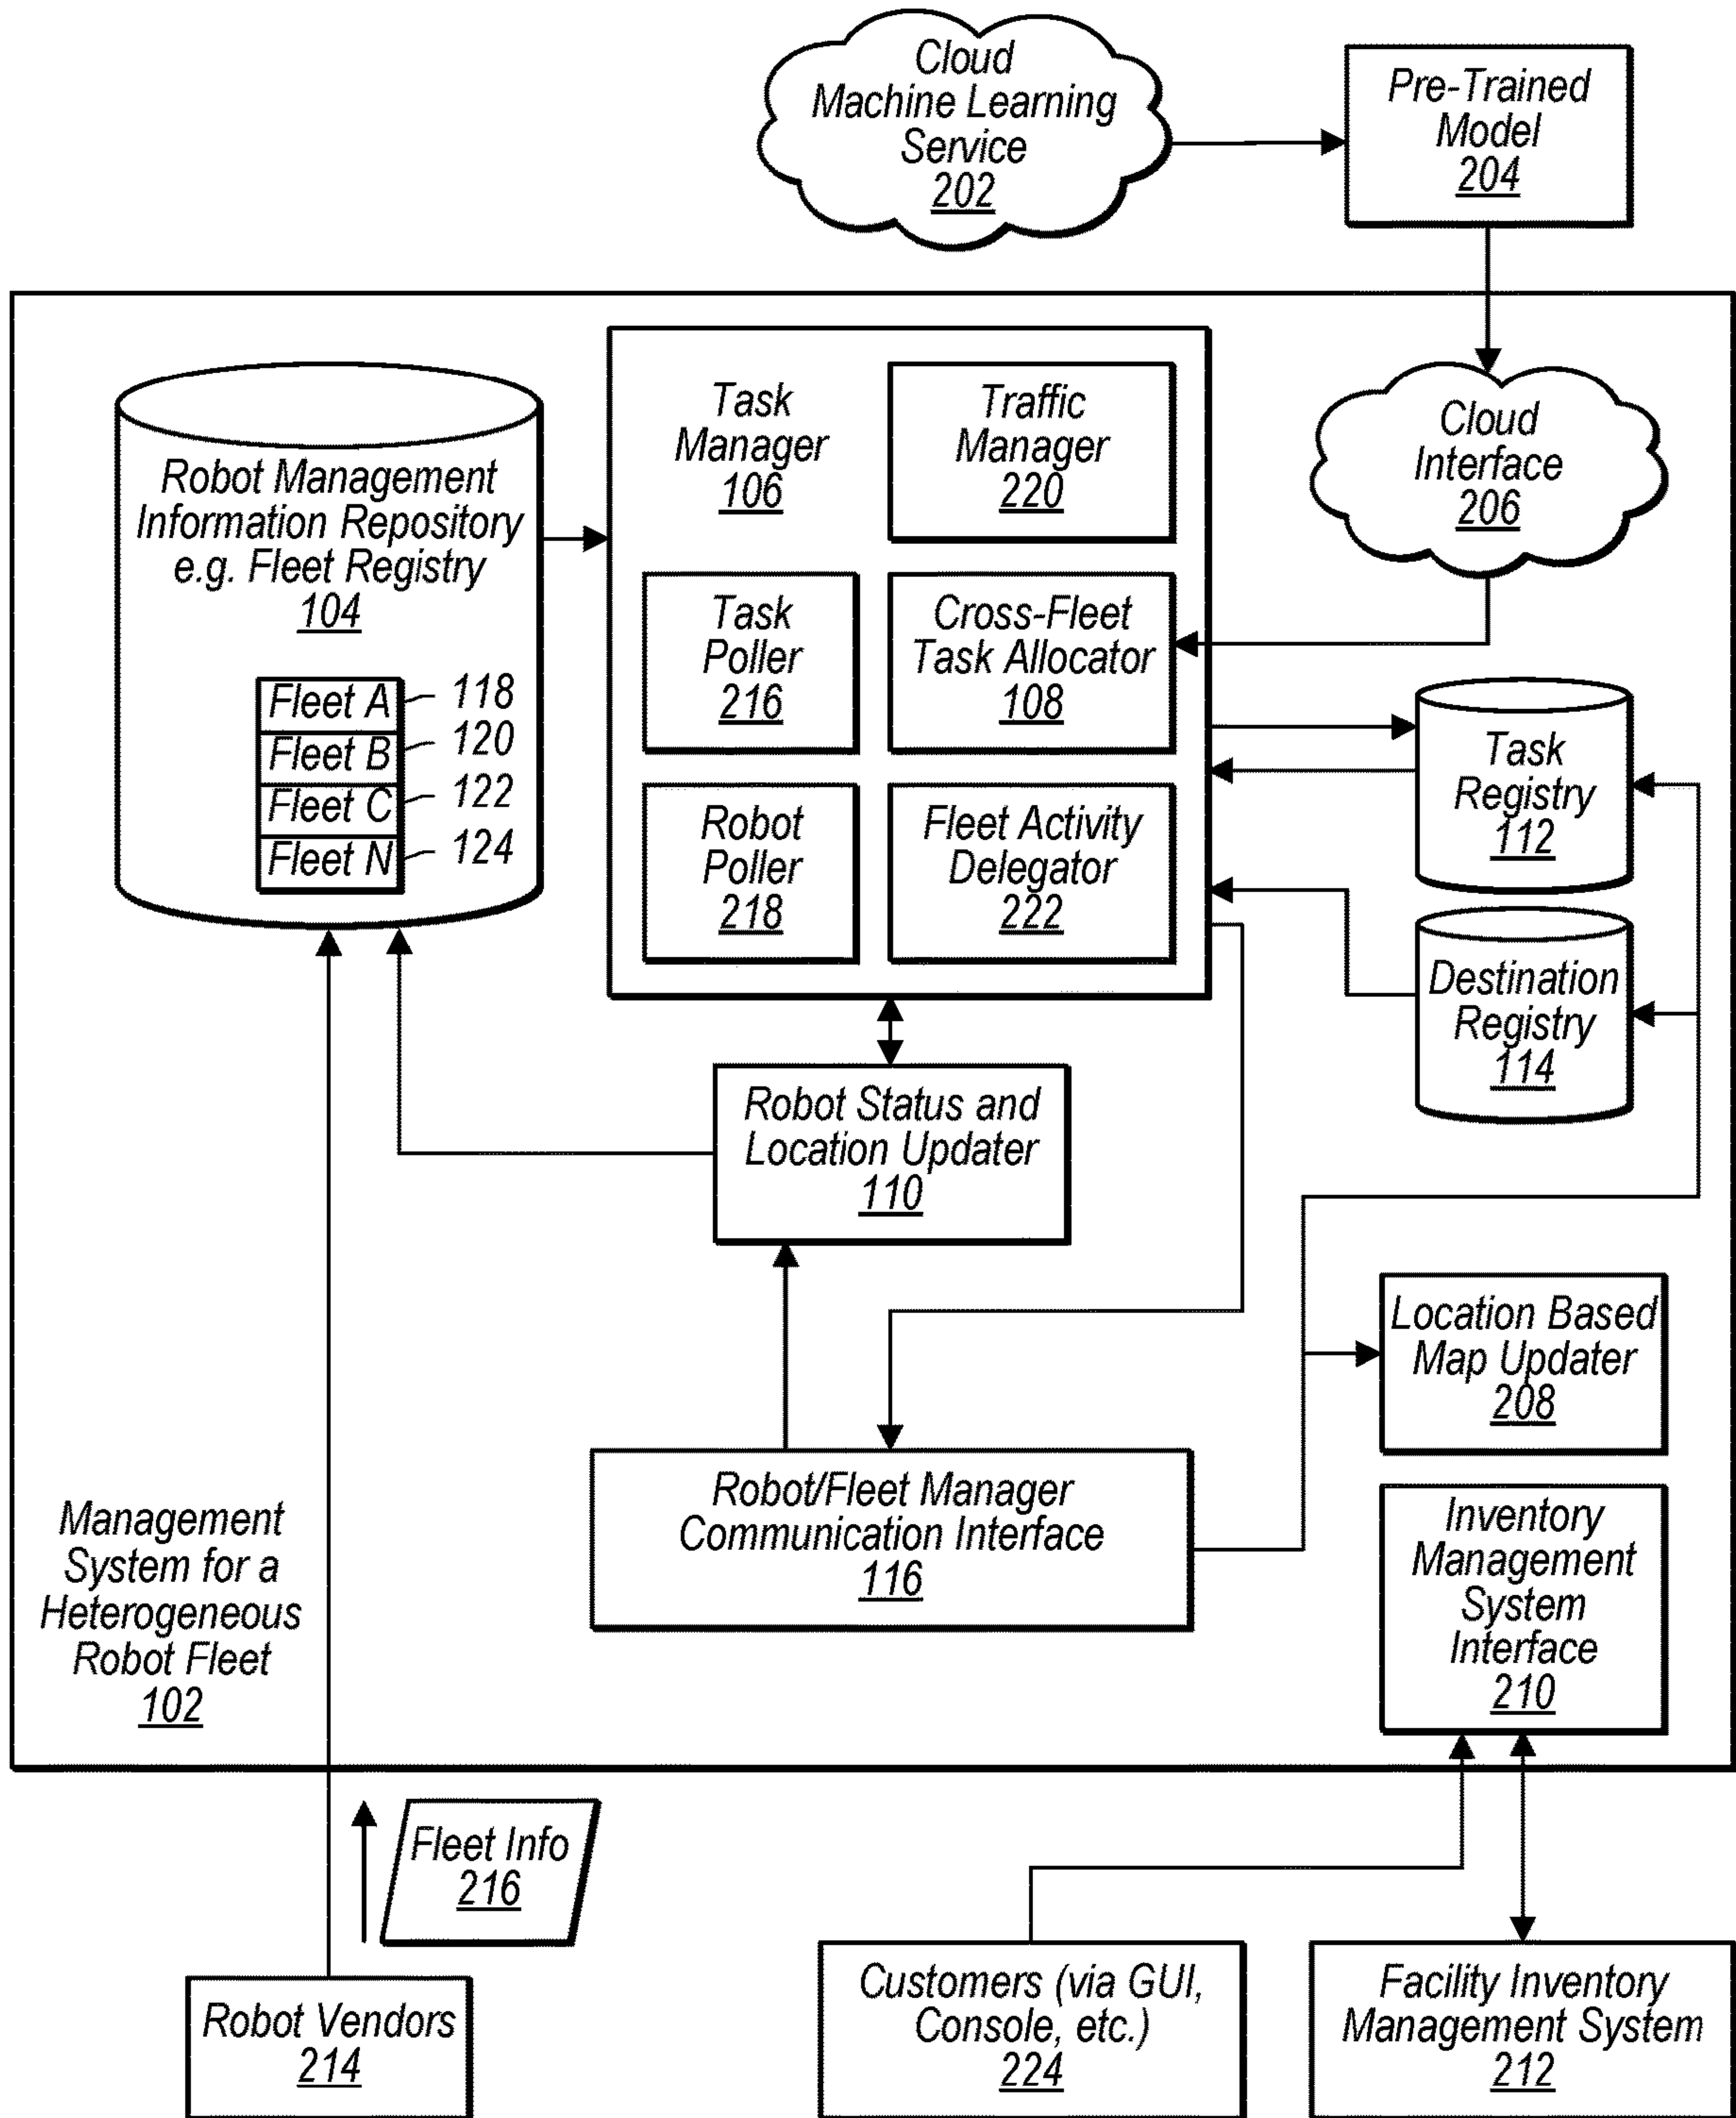 Cloud
Machine Learning
Service
202
Pre-Trained
Model
204
Robot Management
Information Repository
e.g. Fleet Registry
104
Fleet A
118
Fleet B
120
Fleet C
122
Fleet N
124
Task
Manager
106
Traffic
Manager
220
Task
Poller
216
Cross-Fleet
Task Allocator
108
Robot
Poller
218
Fleet Activity
Delegator
222
Cloud
Interface
206
Task
Registry
112
Destination
Registry
114
Robot Status and
Location Updater
110
Location Based
Map Updater
208
Robot/Fleet Manager
Communication Interface
116
Inventory
Management
System
Interface
210
Management
System for a
Heterogeneous
Robot Fleet
102
Fleet Info
216
Robot Vendors
214
Customers (via GUI,
Console, etc.)
224
Facility Inventory
Management System
212